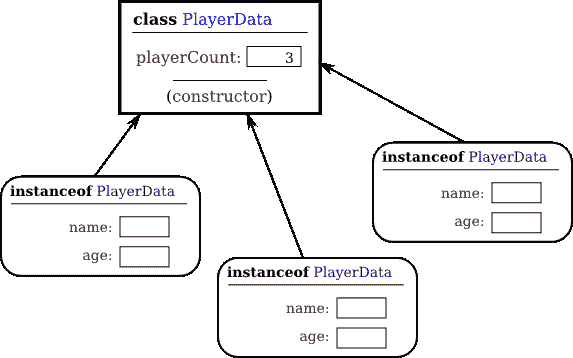 class PlayerData
playerCount: 3
(constructor)
instanceof PlayerData
name:
age:
instanceof PlayerData
name:
age:
instanceof PlayerData
name:
age: